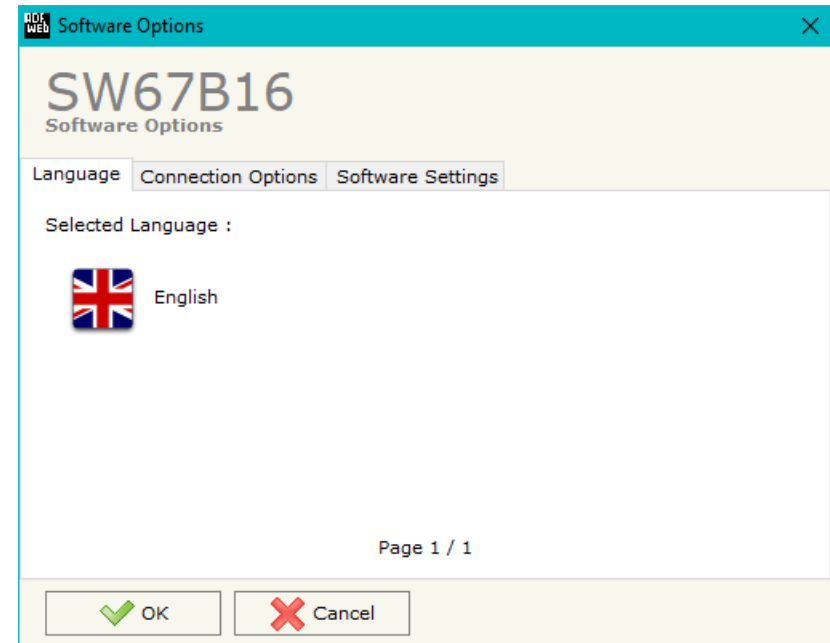 ADF
WEB Software Options
SW67B16
Software Options
Language Connection Options Software Settings
Selected Language :
English
Page 1 / 1
OK Cancel